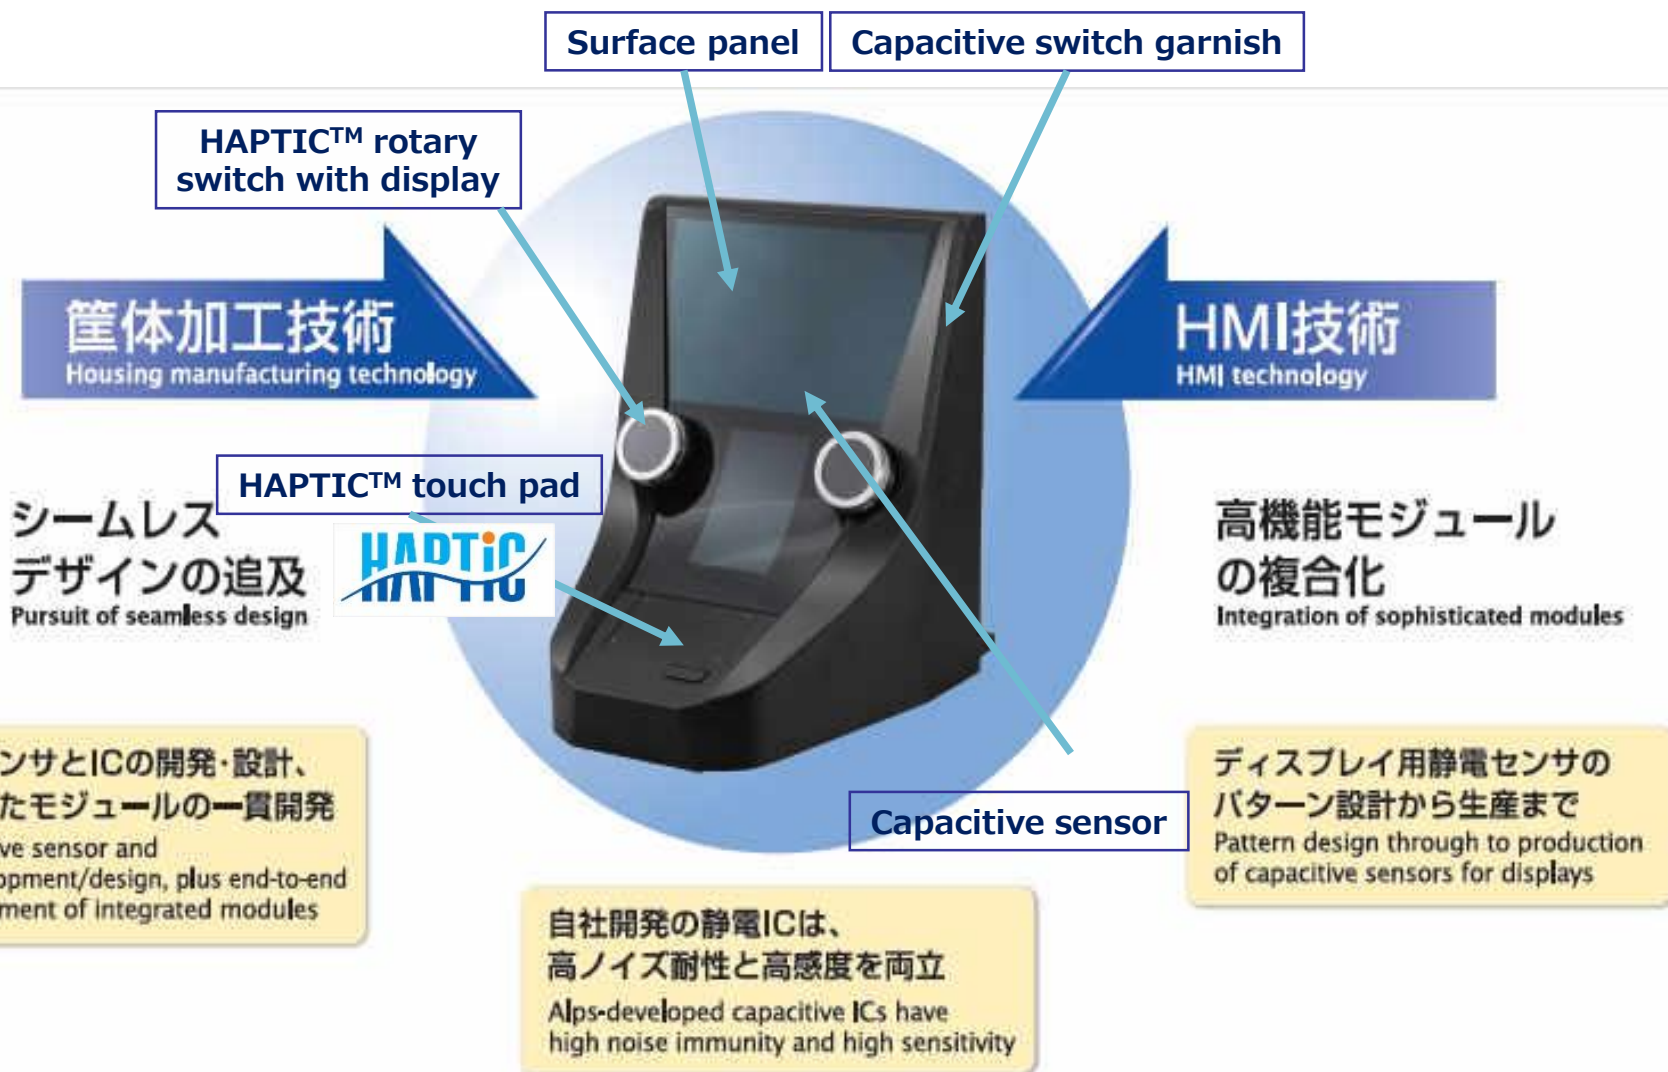 Surface panel
Capacitive switch garnish
HAPTIC™ rotary
switch with display
筐体加工技術
Housing manufacturing technology
HMI技術
HMI technology
HAPTIC™ touch pad
HAPTiC
シームレス
デザインの追及
Pursuit of seamless design
高機能モジュール
の複合化
Integration of sophisticated modules
ンサとICの開発・設計、
たモジュールの一貫開発
ve sensor and
opment/design, plus end-to-end
ment of integrated modules
Capacitive sensor
ディスプレイ用静電センサの
パターン設計から生産まで
Pattern design through to production
of capacitive sensors for displays
自社開発の静電ICは、
高ノイズ耐性と高感度を両立
Alps-developed capacitive ICs have
high noise immunity and high sensitivity